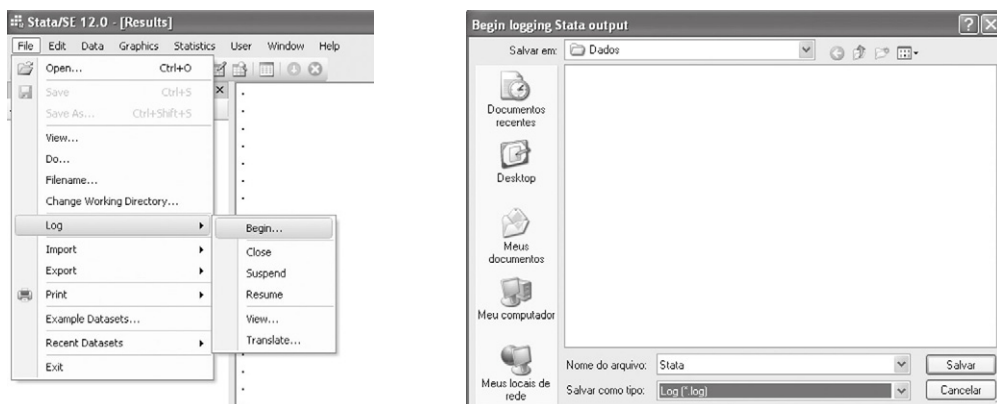 Stata/SE 12.0 - [Results]
File Edit Data Graphics Statistics User Window Help
Open... Ctrl+O
Save Ctrl+S
Save As... Ctrl+Shift+S
View...
Do...
Filename...
Change Working Directory...
Log
Import
Export
Print
Example Datasets...
Recent Datasets
Exit
Begin...
Close
Suspend
Resume
View...
Translate...
Begin logging Stata output
Salvar em: Dados
Documentos
recentes
Desktop
Meus
documentos
Meu computador
Meus locais de
rede
Nome do arquivo: Stata Salvar
Salvar como tipo: Log (*.log) Cancelar